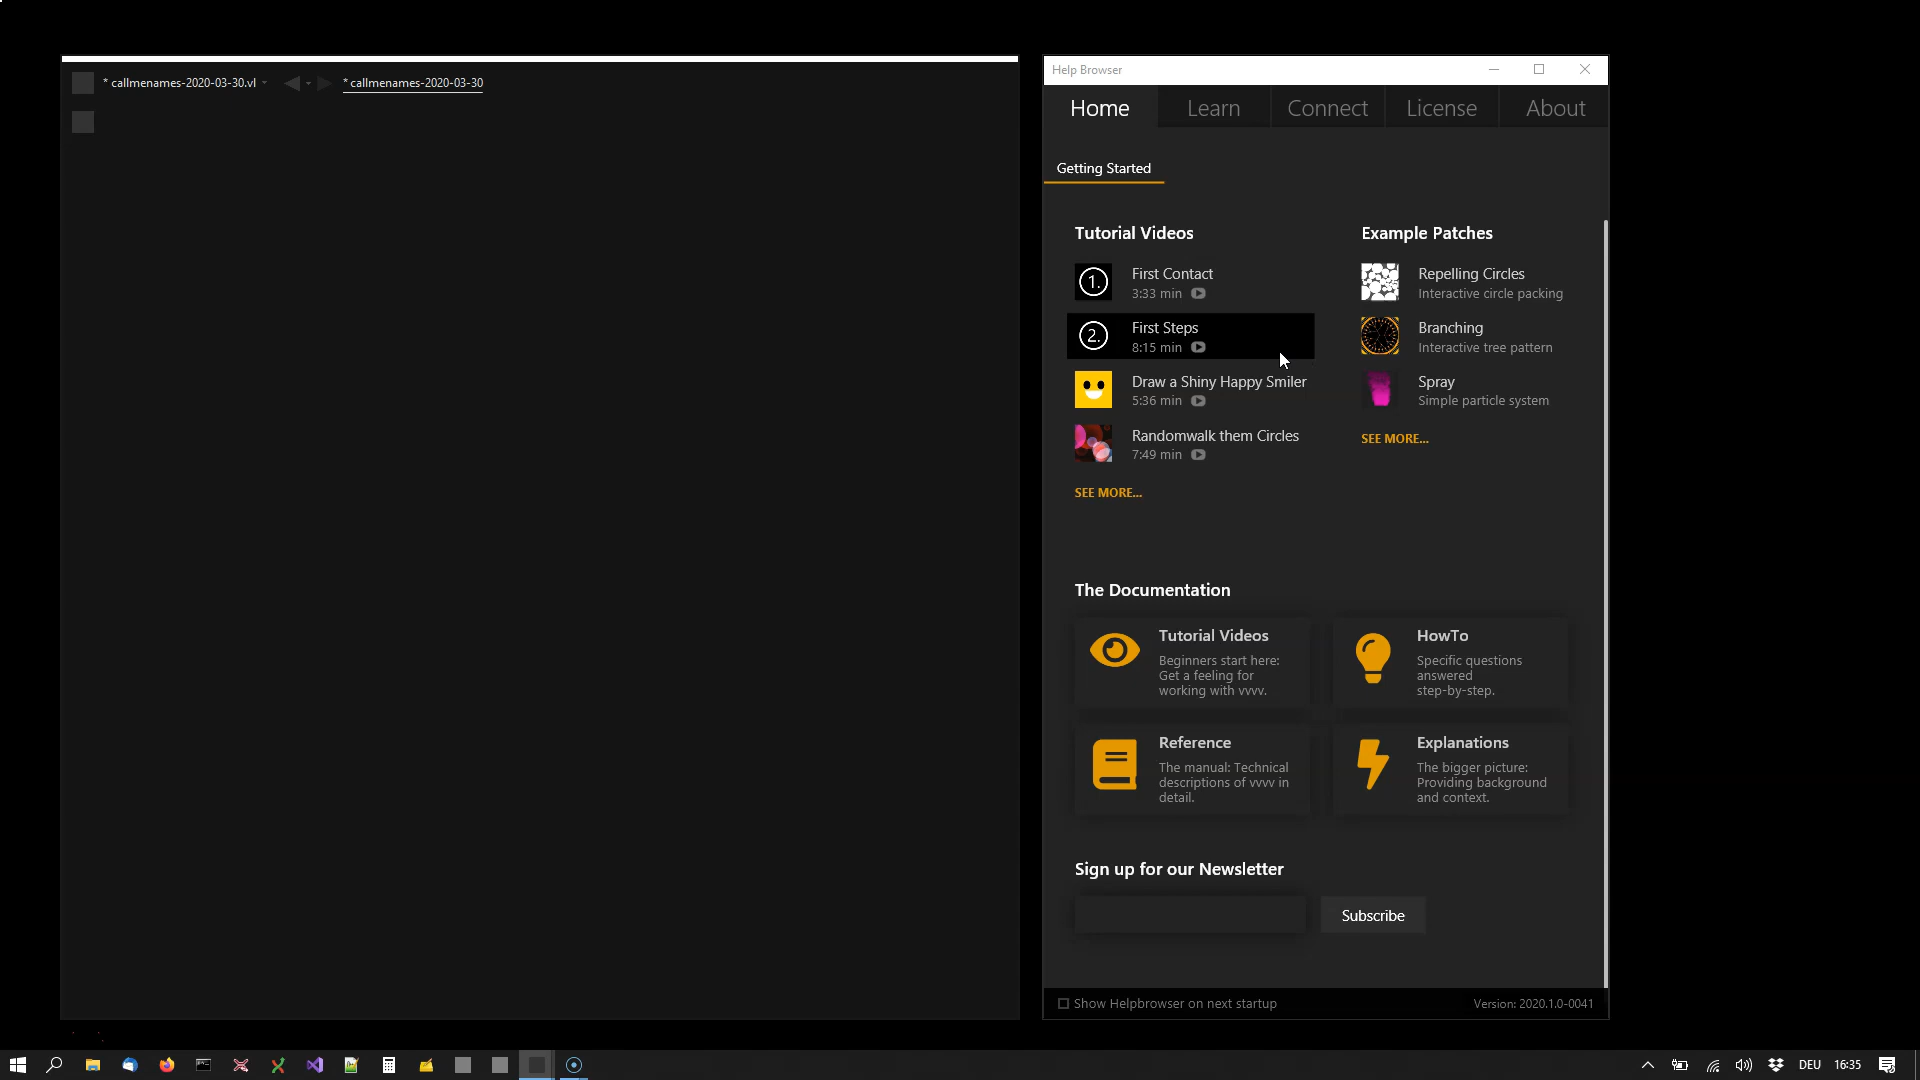 * callmenames-2020-03-30.vl
* callmenames-2020-03-30
Help Browser
Home
Learn
Connect
License
About
Getting Started
Tutorial Videos
1. First Contact
3:33 min
2. First Steps
8:15 min
Draw a Shiny Happy Smiler
5:36 min
Randomwalk them Circles
7:49 min
SEE MORE...
Example Patches
Repelling Circles
Interactive circle packing
Branching
Interactive tree pattern
Spray
Simple particle system
SEE MORE...
The Documentation
Tutorial Videos
Beginners start here:
Get a feeling for
working with vvvv.
HowTo
Specific questions
answered
step-by-step.
Reference
The manual: Technical
descriptions of vvvv in
detail.
Explanations
The bigger picture:
Providing background
and context.
Sign up for our Newsletter
Subscribe
Show Helpbrowser on next startup
Version: 2020.1.0-0041
DEU
16:35